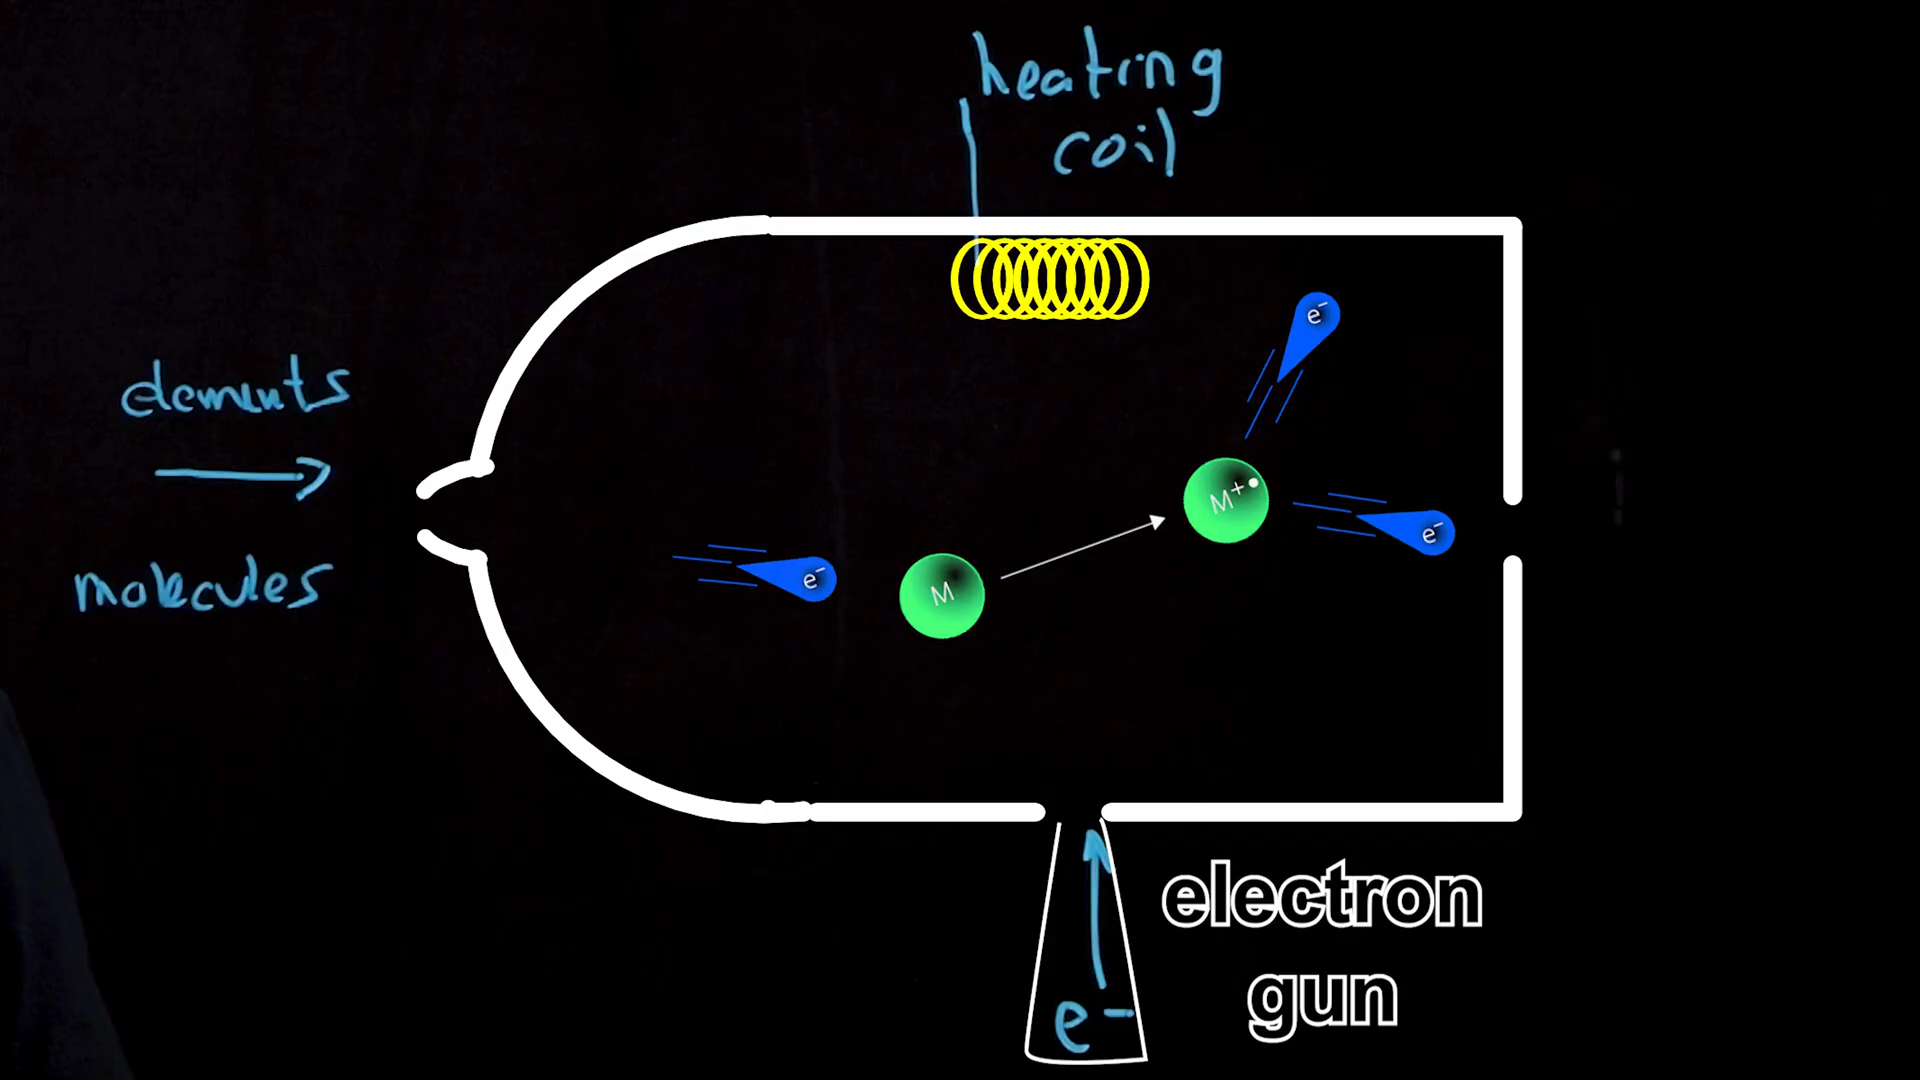 heating
coil
elements
molecules
e⁻
e⁻
e⁻
M
M⁺•
electron
gun
e⁻